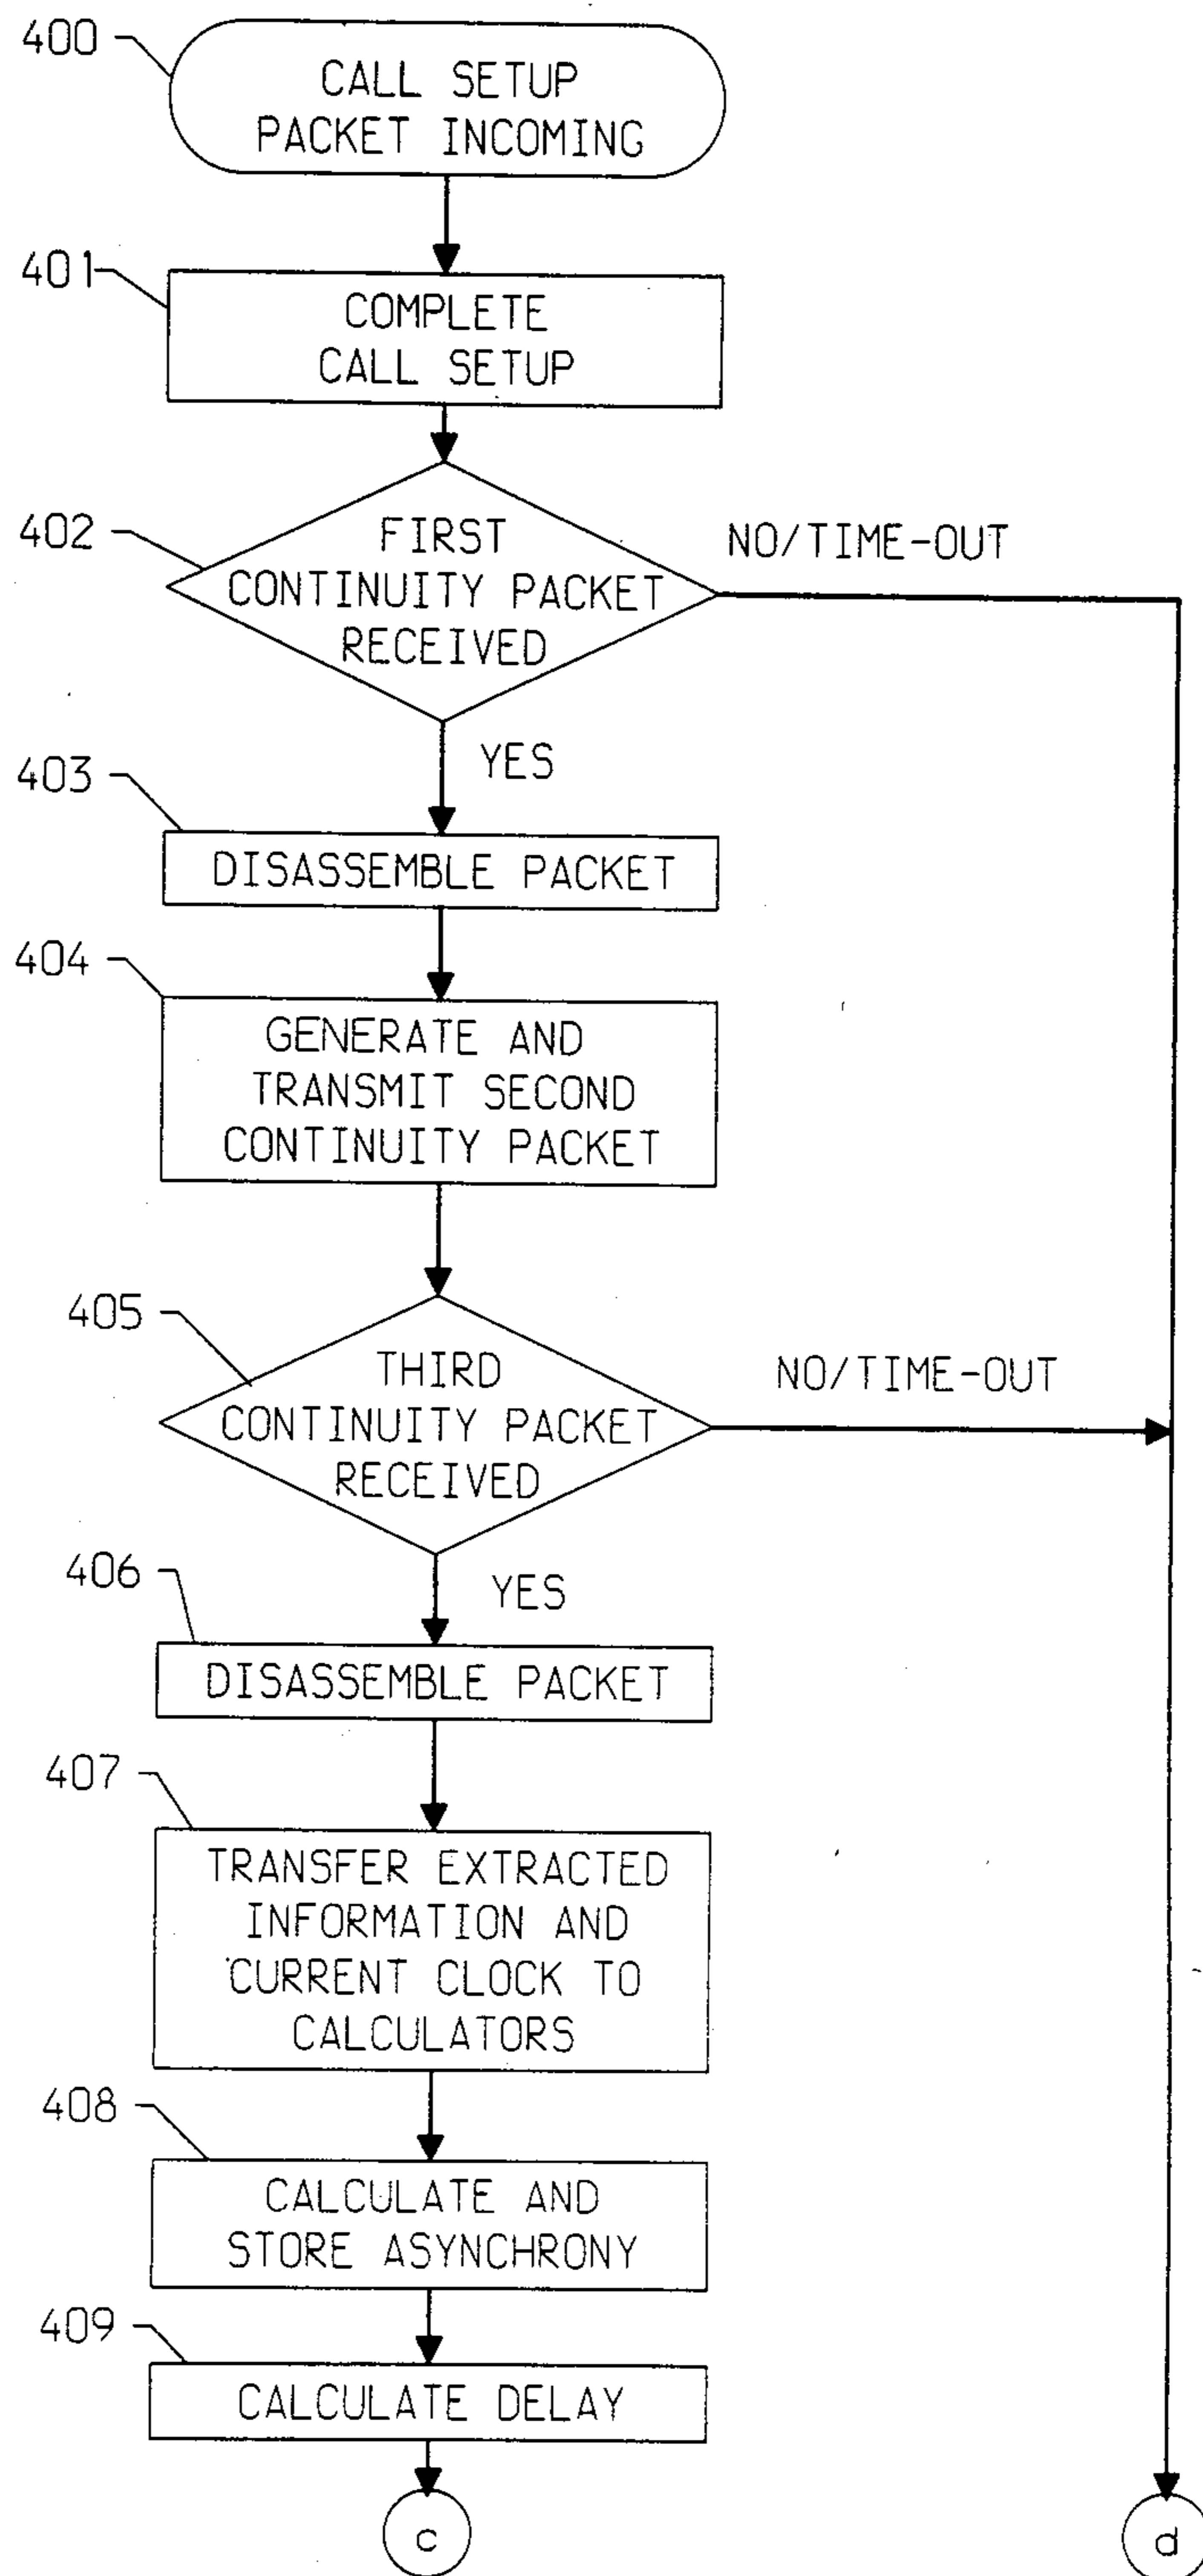 400
CALL SETUP
PACKET INCOMING
401
COMPLETE
CALL SETUP
402
FIRST
CONTINUITY PACKET
RECEIVED
NO/TIME-OUT
YES
403
DISASSEMBLE PACKET
404
GENERATE AND
TRANSMIT SECOND
CONTINUITY PACKET
405
THIRD
CONTINUITY PACKET
RECEIVED
NO/TIME-OUT
YES
406
DISASSEMBLE PACKET
407
TRANSFER EXTRACTED
INFORMATION AND
CURRENT CLOCK TO
CALCULATORS
408
CALCULATE AND
STORE ASYNCHRONY
409
CALCULATE DELAY
c
d